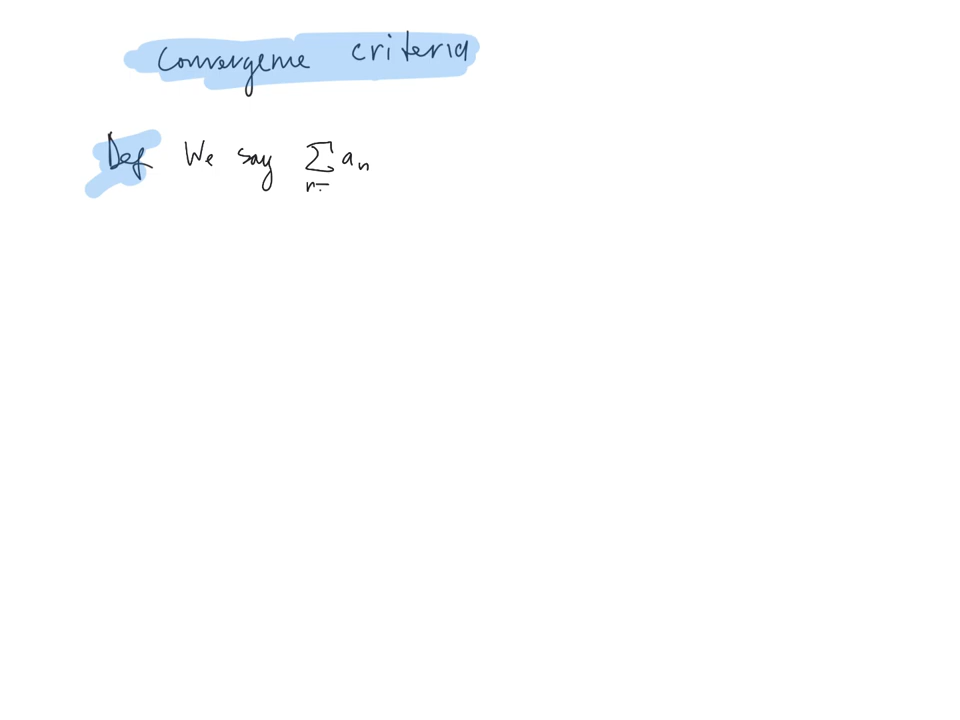 Convergence criteria
Def We say ∑ aₙ
n=